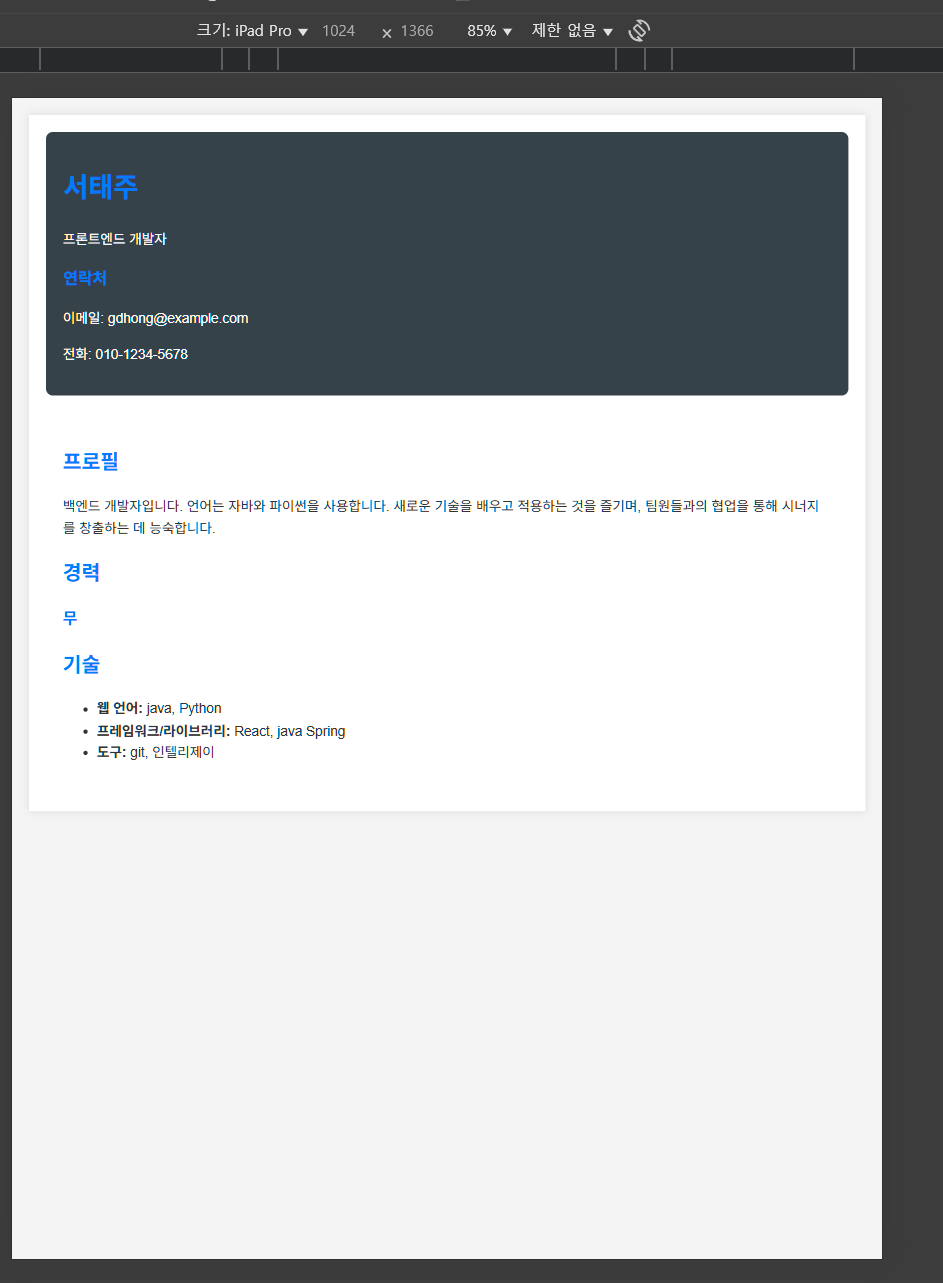 크기: iPad Pro ▼ 1024 × 1366 85% ▼ 제한 없음 ▼
서태주
프론트엔드 개발자
연락처
이메일: gdhong@example.com
전화: 010-1234-5678
프로필
백엔드 개발자입니다. 언어는 자바와 파이썬을 사용합니다. 새로운 기술을 배우고 적용하는 것을 즐기며, 팀원들과의 협업을 통해 시너지
를 창출하는 데 능숙합니다.
경력
무
기술
• 웹 언어: java, Python
• 프레임워크/라이브러리: React, java Spring
• 도구: git, 인텔리제이